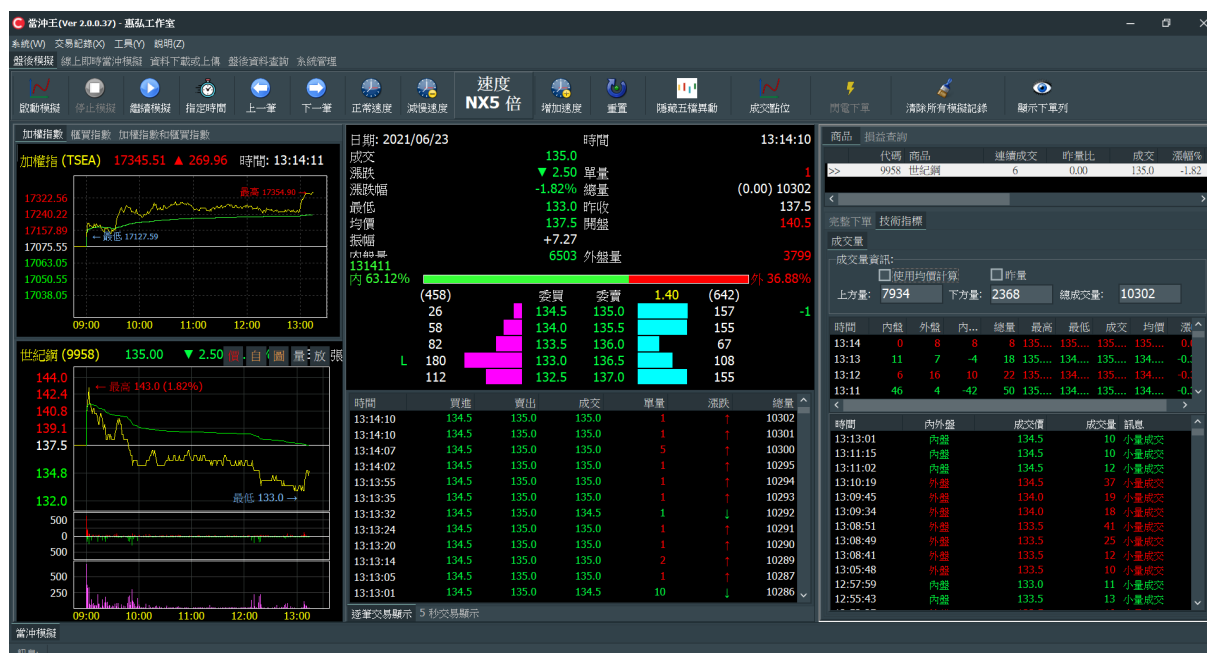 當沖王(Ver 2.0.0.37) - 惠弘工作室
系統(W) 交易記錄(X) 工具(Y) 說明(Z)
盤後模擬 線上即時當沖模擬 資料下載或上傳 盤後資料查詢 系統管理
啟動模擬 停止模擬 繼續模擬 指定時間 上一筆 下一筆 正常速度 減慢速度 速度 NX5 倍 增加速度 重置 隱藏五檔異動 成交點位 閃電下單 清除所有模擬記錄 顯示下單列
加權指數 櫃買指數 加權指數和櫃買指數
加權指 (TSEA) 17345.51 ▲ 269.96 時間: 13:14:11
最高 17354.90→
17322.56
17240.22
17157.89
←最低 17127.59
17075.55
17063.05
17050.55
17038.05
09:00 10:00 11:00 12:00 13:00
世紀鋼 (9958) 135.00 ▼ 2.50 價 自 圖 量 放 張
144.0
←最高 143.0 (1.82%)
142.4
140.8
139.1
137.5
134.8
132.0
最低 133.0 →
500
0
500
500
250
09:00 10:00 11:00 12:00 13:00
日期: 2021/06/23 時間 13:14:10
成交 135.0
漲跌 ▼ 2.50 單量 1
漲跌幅 -1.82% 總量 (0.00) 10302
最低 133.0 昨收 137.5
均價 137.5 開盤 140.5
振幅 +7.27
內盤量 6503 外盤量 3799
131411
內 63.12% 外 36.88%
(458) 委買 委賣 1.40 (642)
26 134.5 135.0 157 -1
58 134.0 135.5 155
82 133.5 136.0 67
L 180 133.0 136.5 108
112 132.5 137.0 155
時間 買進 賣出 成交 單量 漲跌 總量
13:14:10 134.5 135.0 135.0 1 ↑ 10302
13:14:10 134.5 135.0 135.0 1 ↑ 10301
13:14:07 134.5 135.0 135.0 5 ↑ 10300
13:14:02 134.5 135.0 135.0 1 ↑ 10295
13:13:55 134.5 135.0 135.0 1 ↑ 10294
13:13:35 134.5 135.0 135.0 1 ↑ 10293
13:13:32 134.5 135.0 134.5 1 ↓ 10292
13:13:24 134.5 135.0 135.0 1 ↑ 10291
13:13:20 134.5 135.0 135.0 1 ↑ 10290
13:13:14 134.5 135.0 135.0 2 ↑ 10289
13:13:05 134.5 135.0 135.0 1 ↑ 10287
13:13:01 134.5 135.0 134.5 10 ↓ 10286
逐筆交易顯示 5 秒交易顯示
商品 損益查詢
代碼 商品 連續成交 昨量比 成交 漲幅%
>> 9958 世紀鋼 6 0.00 135.0 -1.82
完整下單 技術指標
成交量
成交量資訊:
使用均價計算 昨量
上方量: 7934 下方量: 2368 總成交量: 10302
時間 內盤 外盤 內... 總量 最高 最低 成交 均價
13:14 0 8 8 8 135.... 135.... 135.... 135....
13:13 11 7 -4 18 135.... 134.... 135.... 134....
13:12 6 16 10 22 135.... 134.... 135.... 134....
13:11 46 4 -42 50 135.... 134.... 134.... 134....
時間 內外盤 成交價 成交量 訊息
13:13:01 內盤 134.5 10 小量成交
13:11:15 內盤 134.5 10 小量成交
13:11:02 內盤 134.5 12 小量成交
13:10:19 外盤 134.5 37 小量成交
13:09:45 外盤 134.0 19 小量成交
13:09:34 外盤 134.0 18 小量成交
13:08:51 外盤 133.5 41 小量成交
13:08:49 外盤 133.5 25 小量成交
13:08:41 外盤 133.5 12 小量成交
13:05:48 外盤 133.5 10 小量成交
12:57:59 內盤 133.0 11 小量成交
12:55:43 內盤 133.5 13 小量成交
當沖模擬